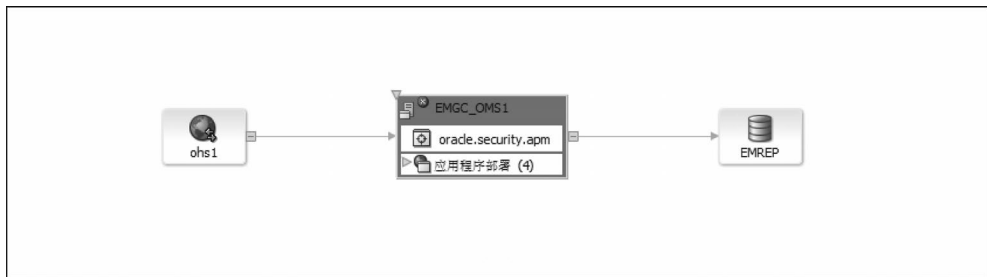 ohs1
EMGC_OMS1
oracle.security.apm
应用程序部署 (4)
EMREP